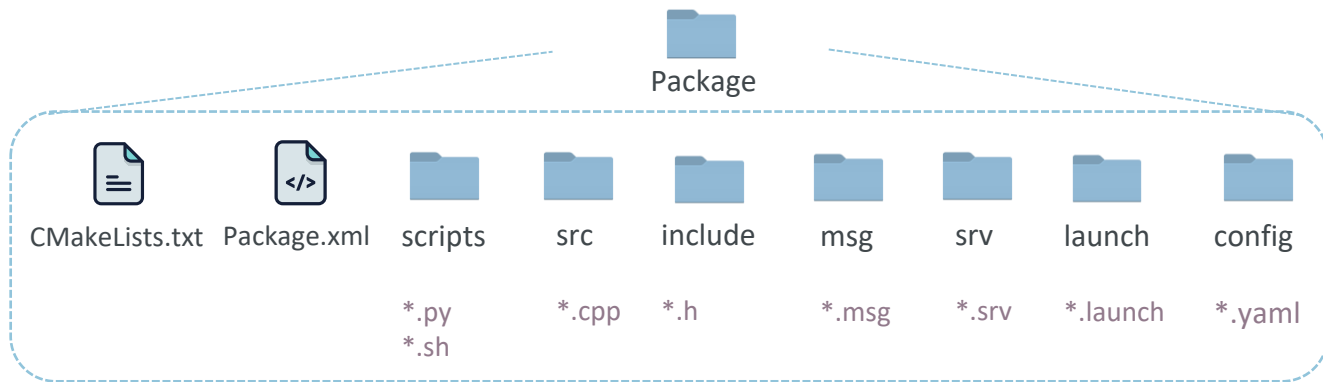 Package
</>
CMakeLists.txt Package.xml scripts src include msg srv launch config
*.py *.cpp *.h *.msg *.srv *.launch *.yaml
*.sh